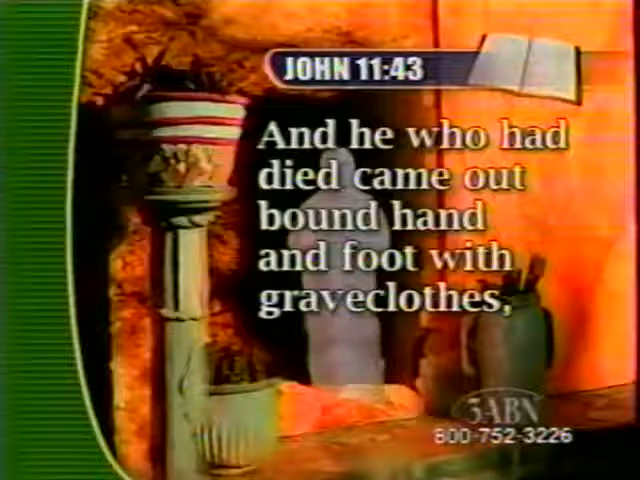 JOHN 11:43
And he who had
died came out
bound hand
and foot with
graveclothes,
3ABN
800-752-3226